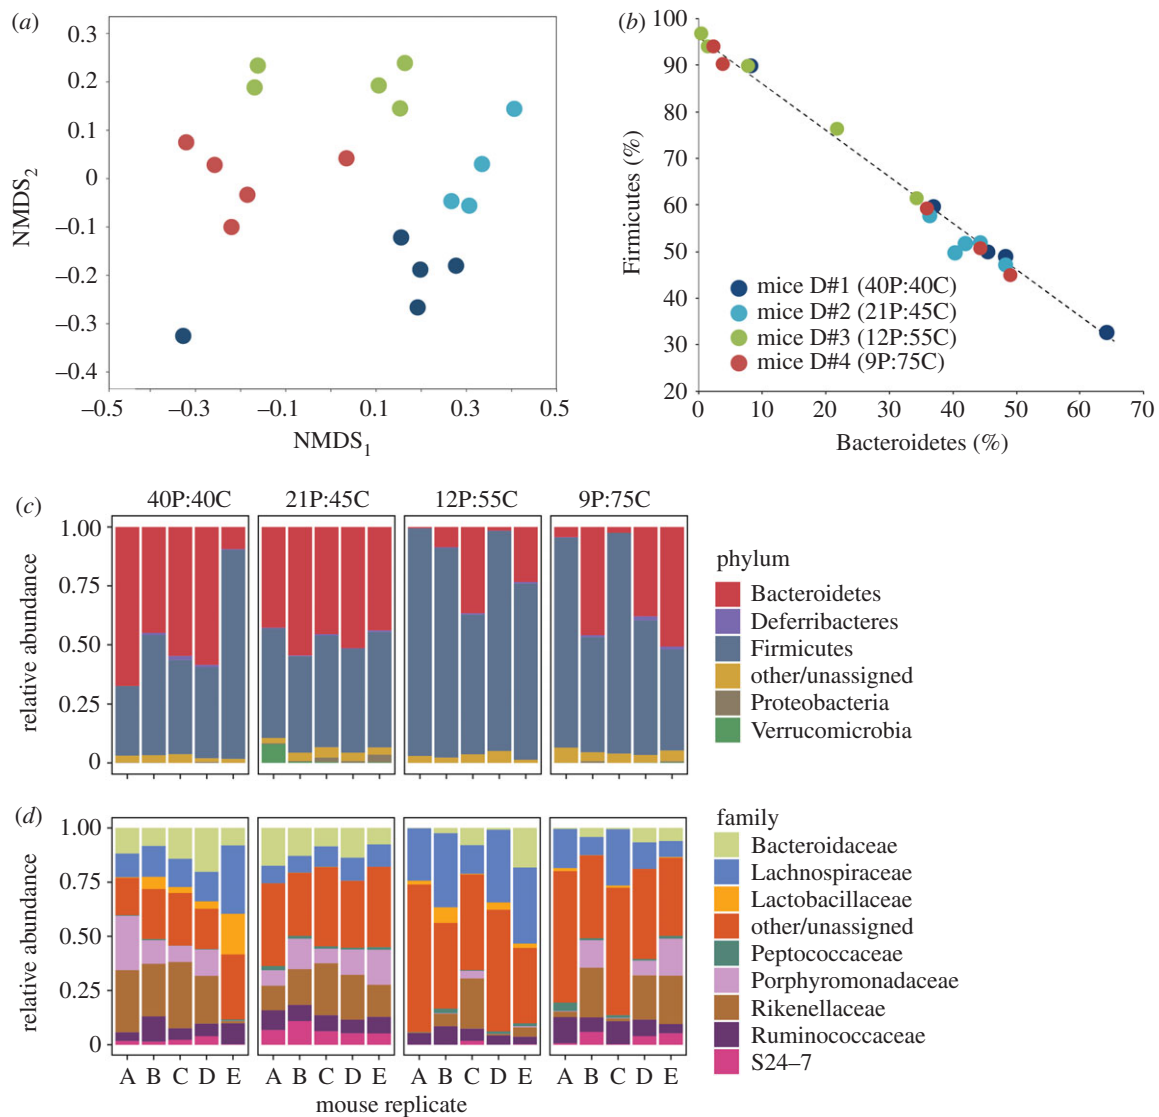 (a)
0.3
0.2
0.1
0
–0.1
–0.2
–0.3
–0.4
NMDS2
–0.5 –0.3 –0.1 0.1 0.3 0.5
NMDS1
(b)
100
90
80
70
60
50
40
30
20
Firmicutes (%)
mice D#1 (40P:40C)
mice D#2 (21P:45C)
mice D#3 (12P:55C)
mice D#4 (9P:75C)
0 10 20 30 40 50 60 70
Bacteroidetes (%)
(c)
40P:40C 21P:45C 12P:55C 9P:75C
1.00
0.75
0.50
0.25
0
relative abundance
phylum
Bacteroidetes
Deferribacteres
Firmicutes
other/unassigned
Proteobacteria
Verrucomicrobia
(d)
1.00
0.75
0.50
0.25
0
relative abundance
A B C D E A B C D E A B C D E A B C D E
mouse replicate
family
Bacteroidaceae
Lachnospiraceae
Lactobacillaceae
other/unassigned
Peptococcaceae
Porphyromonadaceae
Rikenellaceae
Ruminococcaceae
S24–7